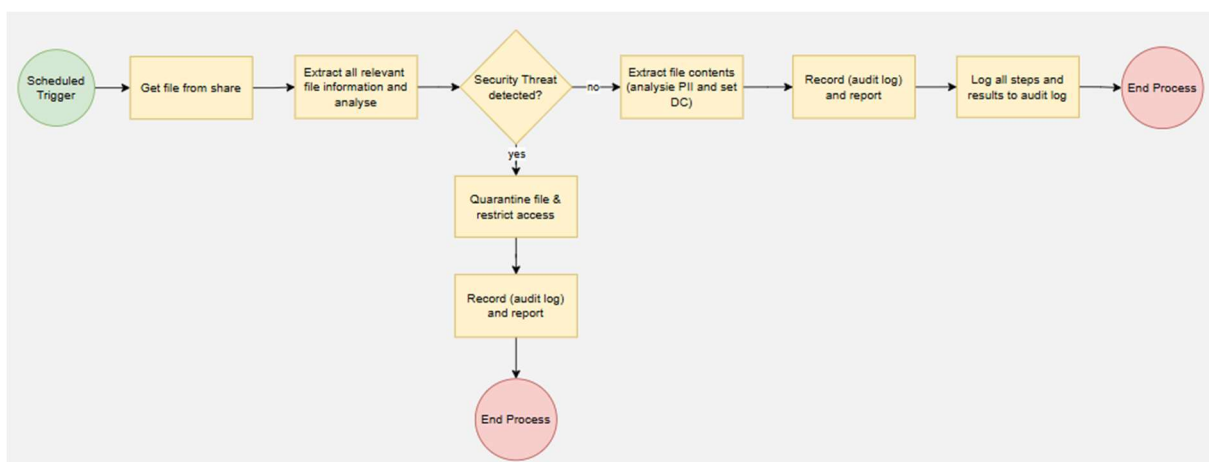 Scheduled
Trigger
Get file from share
Extract all relevant
file information and
analyse
Security Threat
detected?
no
Extract file contents
(analysie PII and set
DC)
Record (audit log)
and report
Log all steps and
results to audit log
End Process
yes
Quarantine file &
restrict access
Record (audit log)
and report
End Process